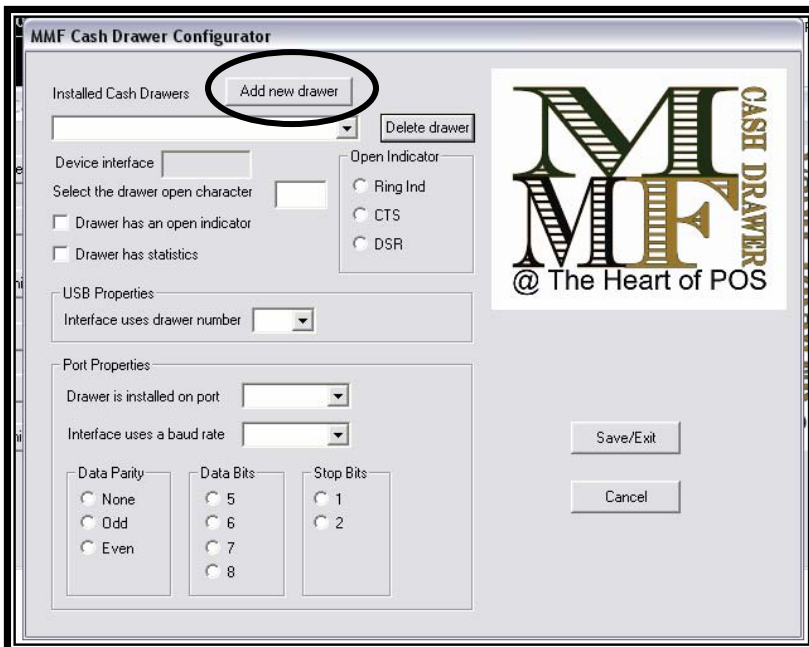 MMF Cash Drawer Configurator
Installed Cash Drawers
Add new drawer
Delete drawer
Device interface
Select the drawer open character
Drawer has an open indicator
Drawer has statistics
Open Indicator
Ring Ind
CTS
DSR
MMF
CASH DRAWER
@ The Heart of POS
USB Properties
Interface uses drawer number
Port Properties
Drawer is installed on port
Interface uses a baud rate
Data Parity
None
Odd
Even
Data Bits
5
6
7
8
Stop Bits
1
2
Save/Exit
Cancel